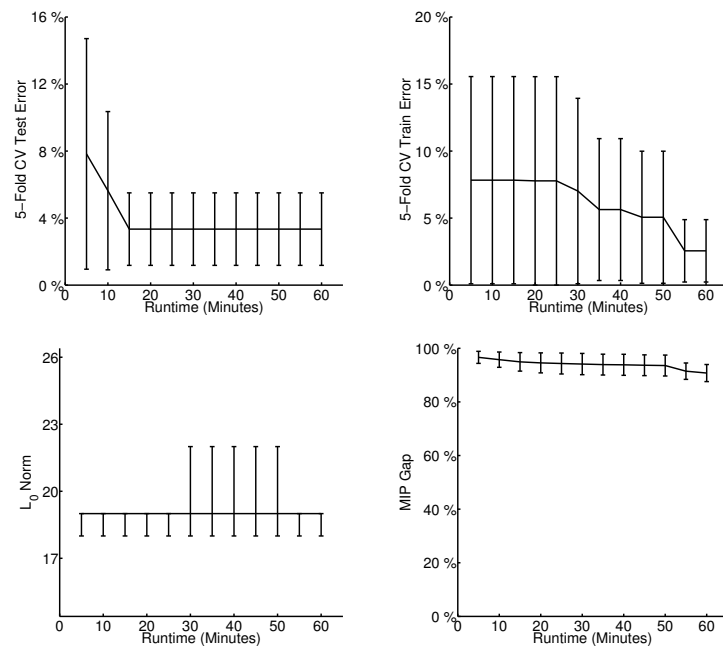 16 %
12 %
8 %
4 %
0 %
5−Fold CV Test Error
0 10 20 30 40 50 60
Runtime (Minutes)
20 %
15 %
10 %
5 %
0 %
5−Fold CV Train Error
0 10 20 30 40 50 60
Runtime (Minutes)
26
23
20
17
L0 Norm
0 10 20 30 40 50 60
Runtime (Minutes)
100 %
80 %
60 %
40 %
20 %
0 %
MIP Gap
0 10 20 30 40 50 60
Runtime (Minutes)